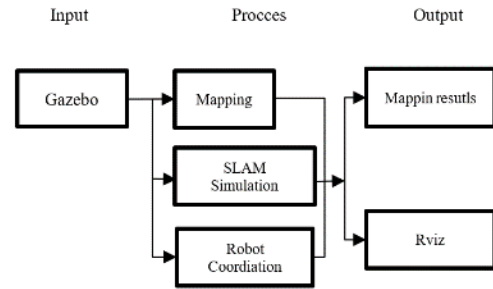 Input
Procces
Output
Gazebo
Mapping
Mappin resutls
SLAM
Simulation
Robot
Coordiation
Rviz